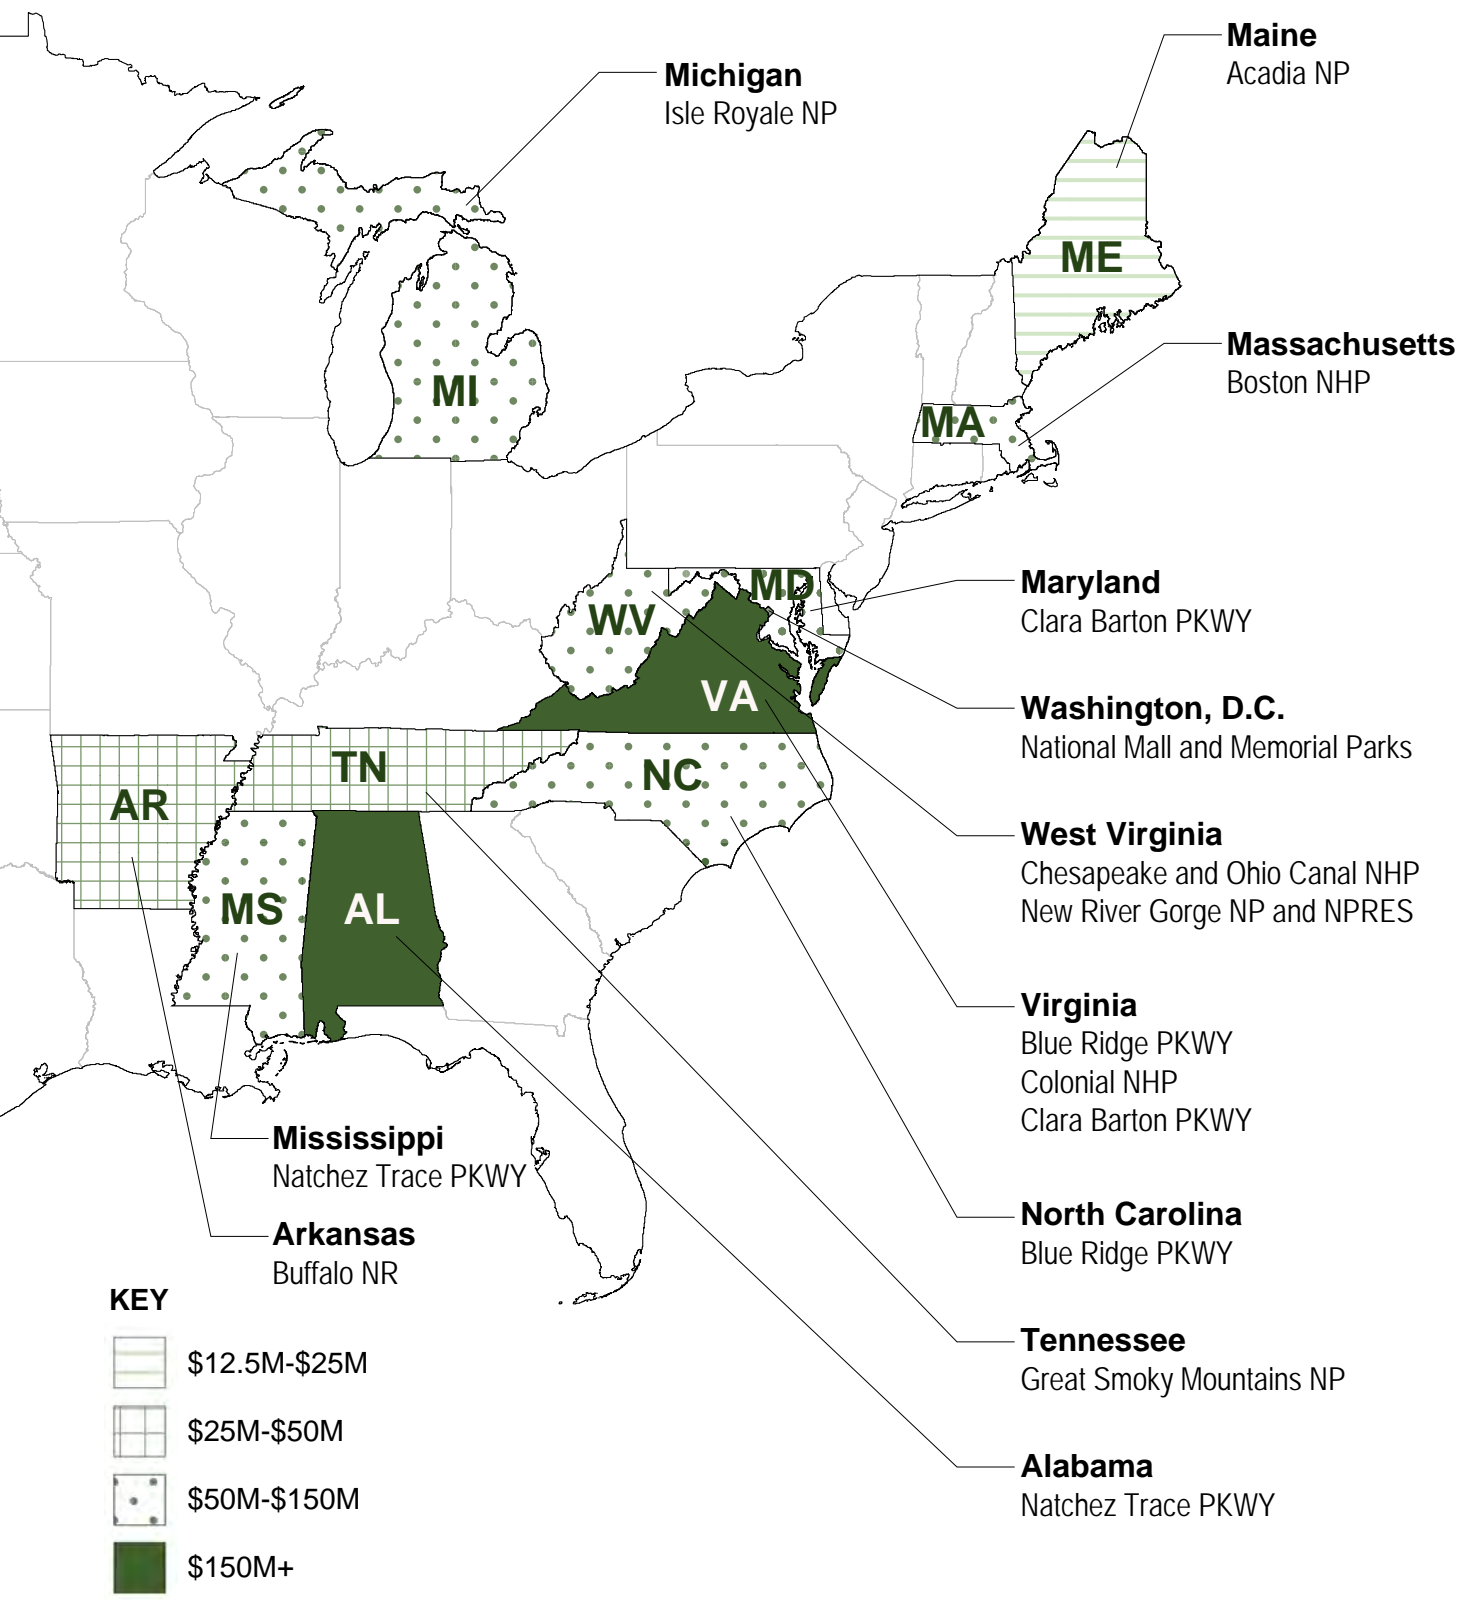 Maine
Acadia NP
Michigan
Isle Royale NP
ME
Massachusetts
Boston NHP
MI
MA
Maryland
Clara Barton PKWY
MD
WV
VA
Washington, D.C.
National Mall and Memorial Parks
TN
NC
AR
West Virginia
Chesapeake and Ohio Canal NHP
New River Gorge NP and NPRES
MS
AL
Virginia
Blue Ridge PKWY
Colonial NHP
Clara Barton PKWY
Mississippi
Natchez Trace PKWY
North Carolina
Blue Ridge PKWY
Arkansas
Buffalo NR
Tennessee
Great Smoky Mountains NP
Alabama
Natchez Trace PKWY
KEY
$12.5M-$25M
$25M-$50M
$50M-$150M
$150M+